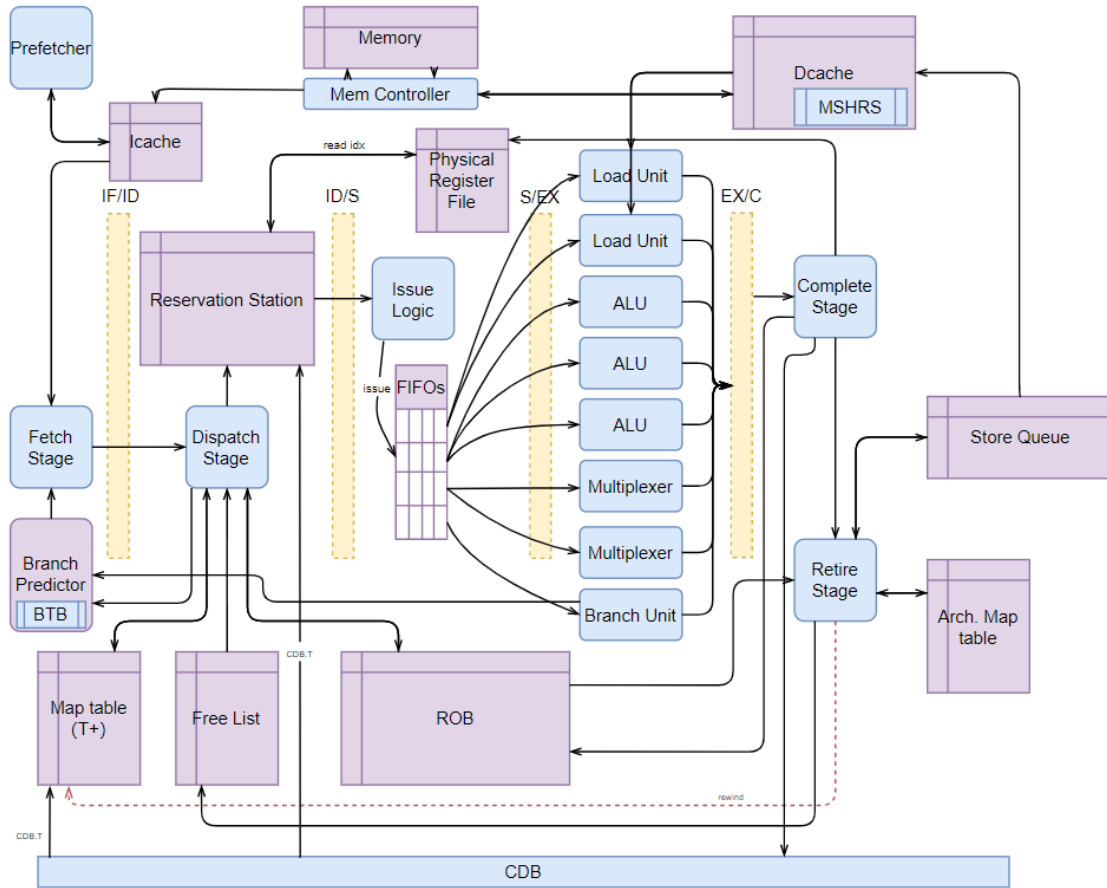 Prefetcher
Memory
Mem Controller
Dcache
MSHRS
Icache
read idx
Physical
Register
File
Load Unit
IF/ID
ID/S
S/EX
EX/C
Load Unit
Reservation Station
Issue
Logic
Complete
Stage
ALU
ALU
issue
FIFOs
ALU
Fetch
Stage
Dispatch
Stage
Store Queue
Multiplexer
Multiplexer
Branch
Predictor
BTB
Retire
Stage
Branch Unit
Arch. Map
table
CDB.T
Map table
(T+)
Free List
ROB
rewind
CDB.T
CDB